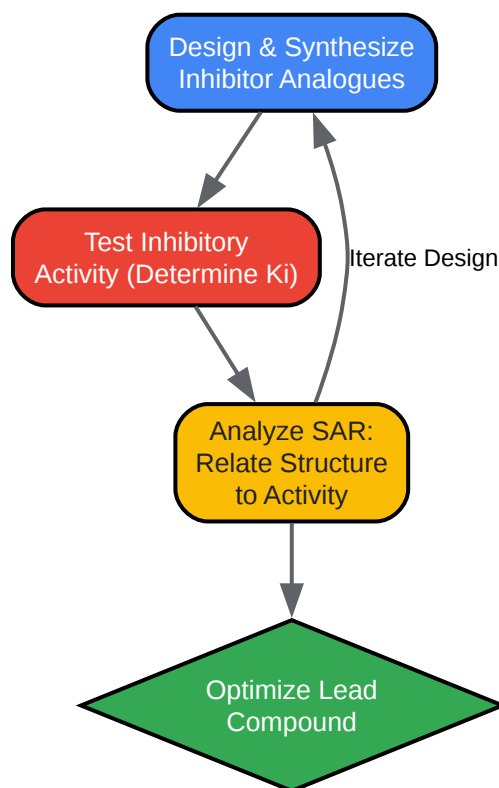 Design & Synthesize
Inhibitor Analogues
Test Inhibitory
Activity (Determine Ki)
Iterate Design
Analyze SAR:
Relate Structure
to Activity
Optimize Lead
Compound